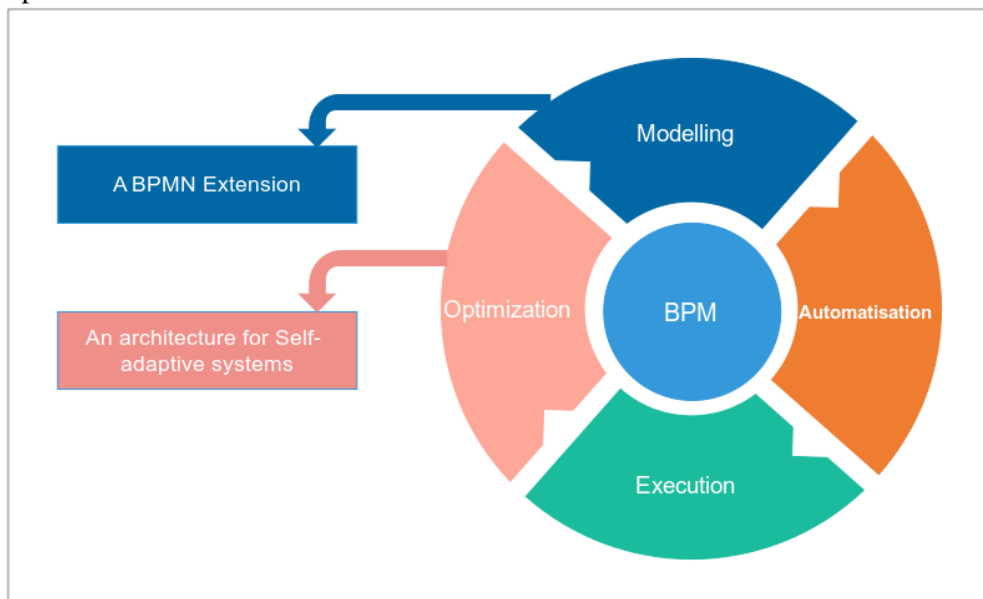 Modelling
A BPMN Extension
Optimization
BPM
Automatisation
An architecture for Self-
adaptive systems
Execution